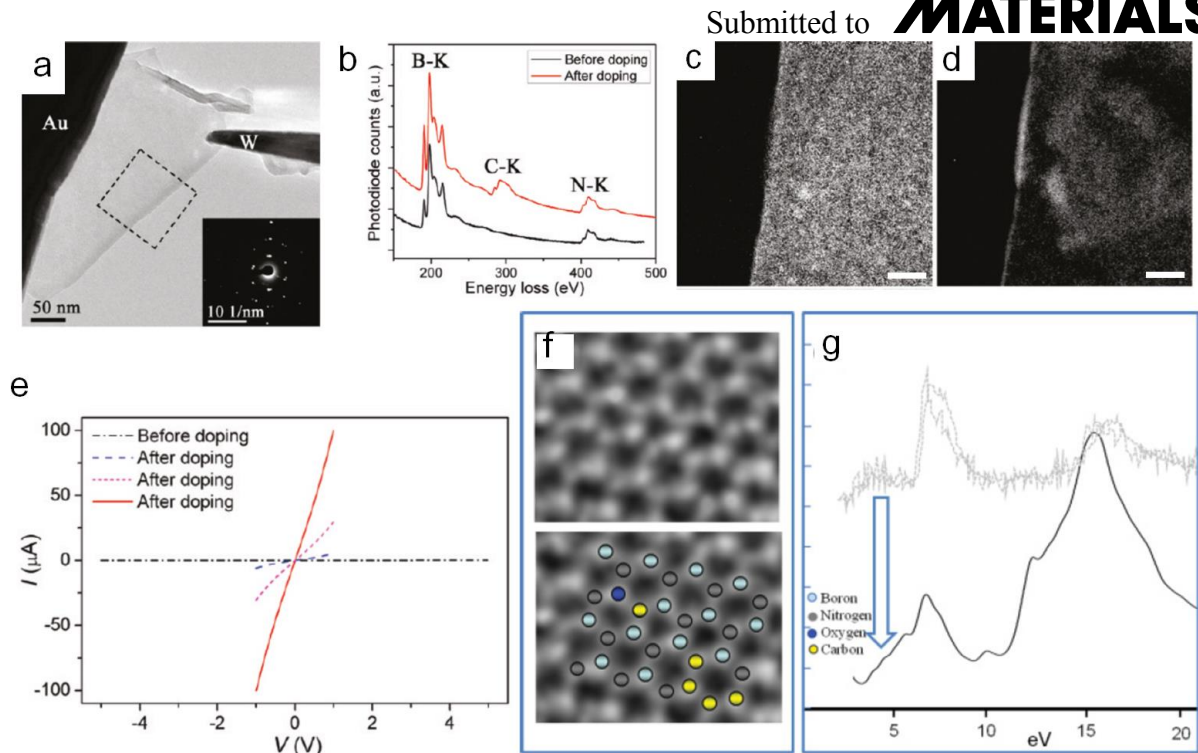 Submitted to MATERIALS
a
Au
W
50 nm
10 1/nm
b
B-K
C-K
N-K
Before doping
After doping
Photodiode counts (a.u.)
200 300 400 500
Energy loss (eV)
c
d
e
Before doping
After doping
After doping
After doping
100
50
0
-50
-100
I (μA)
-4 -2 0 2 4
V (V)
f
g
Boron
Nitrogen
Oxygen
Carbon
5 10 15 20
eV